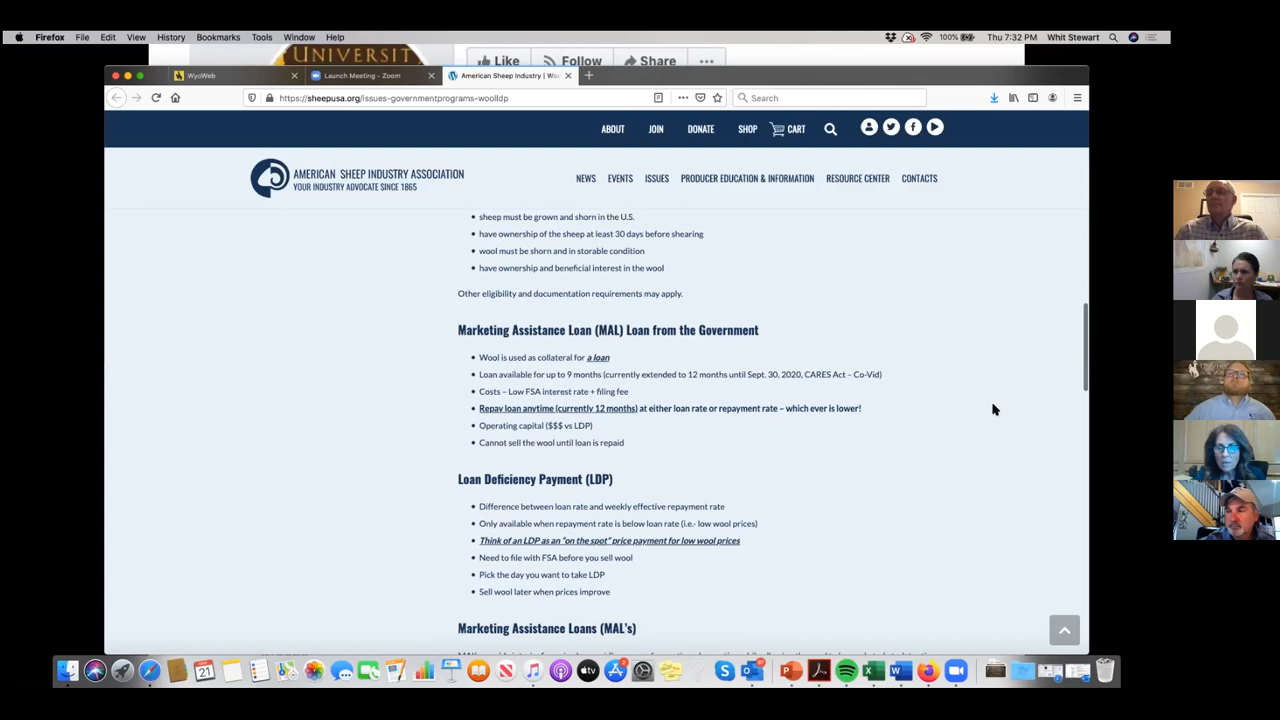 Firefox File Edit View History Bookmarks Tools Window Help
100% Thu 7:32 PM Whit Stewart
UNIVERSIT
Like Follow Share
WyoWeb
Launch Meeting - Zoom
American Sheep Industry |
https://sheepusa.org/issues-governmentprograms-woolldp
Search
ABOUT JOIN DONATE SHOP CART
AMERICAN SHEEP INDUSTRY ASSOCIATION
YOUR INDUSTRY ADVOCATE SINCE 1865
NEWS EVENTS ISSUES PRODUCER EDUCATION & INFORMATION RESOURCE CENTER CONTACTS
• sheep must be grown and shorn in the U.S.
• have ownership of the sheep at least 30 days before shearing
• wool must be shorn and in storable condition
• have ownership and beneficial interest in the wool
Other eligibility and documentation requirements may apply.
Marketing Assistance Loan (MAL) Loan from the Government
• Wool is used as collateral for a loan
• Loan available for up to 9 months (currently extended to 12 months until Sept. 30, 2020, CARES Act – Co-Vid)
• Costs – Low FSA interest rate + filing fee
• Repay loan anytime (currently 12 months) at either loan rate or repayment rate – which ever is lower!
• Operating capital ($$$ vs LDP)
• Cannot sell the wool until loan is repaid
Loan Deficiency Payment (LDP)
• Difference between loan rate and weekly effective repayment rate
• Only available when repayment rate is below loan rate (i.e.- low wool prices)
• Think of an LDP as an "on the spot" price payment for low wool prices
• Need to file with FSA before you sell wool
• Pick the day you want to take LDP
• Sell wool later when prices improve
Marketing Assistance Loans (MAL's)
21